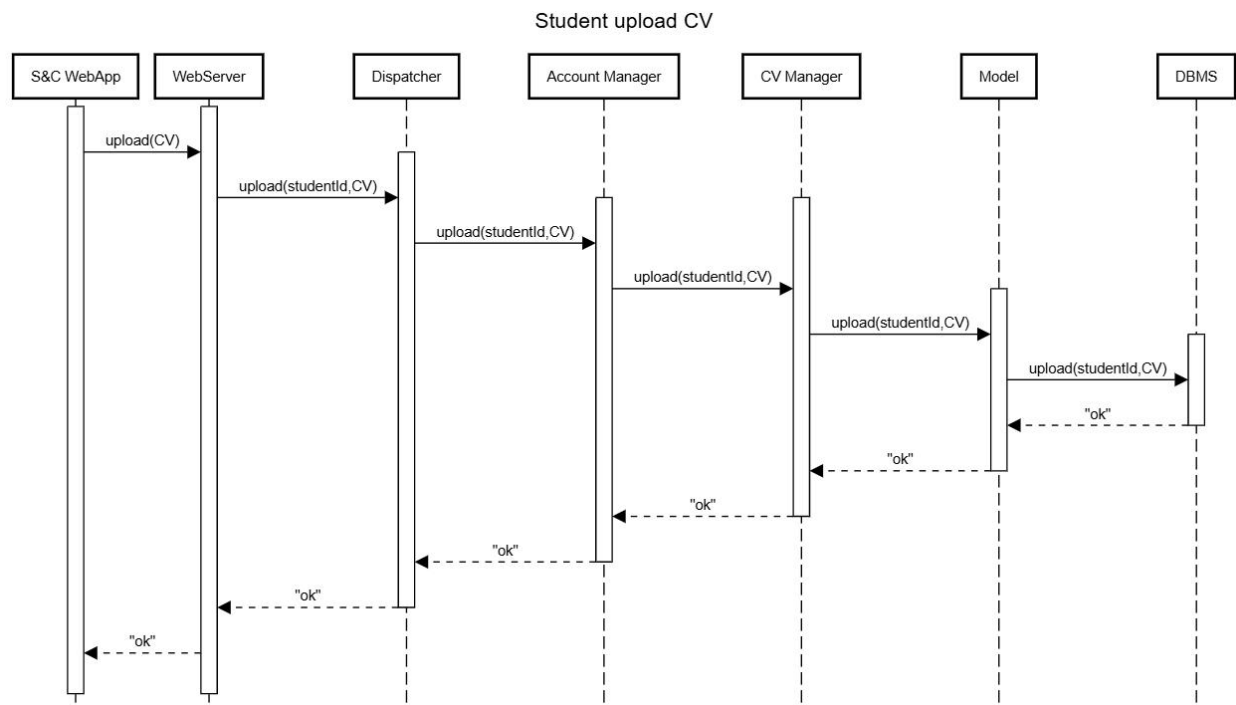 Student upload CV
S&C WebApp
WebServer
Dispatcher
Account Manager
CV Manager
Model
DBMS
upload(CV)
upload(studentId,CV)
upload(studentId,CV)
upload(studentId,CV)
upload(studentId,CV)
upload(studentId,CV)
"ok"
"ok"
"ok"
"ok"
"ok"
"ok"